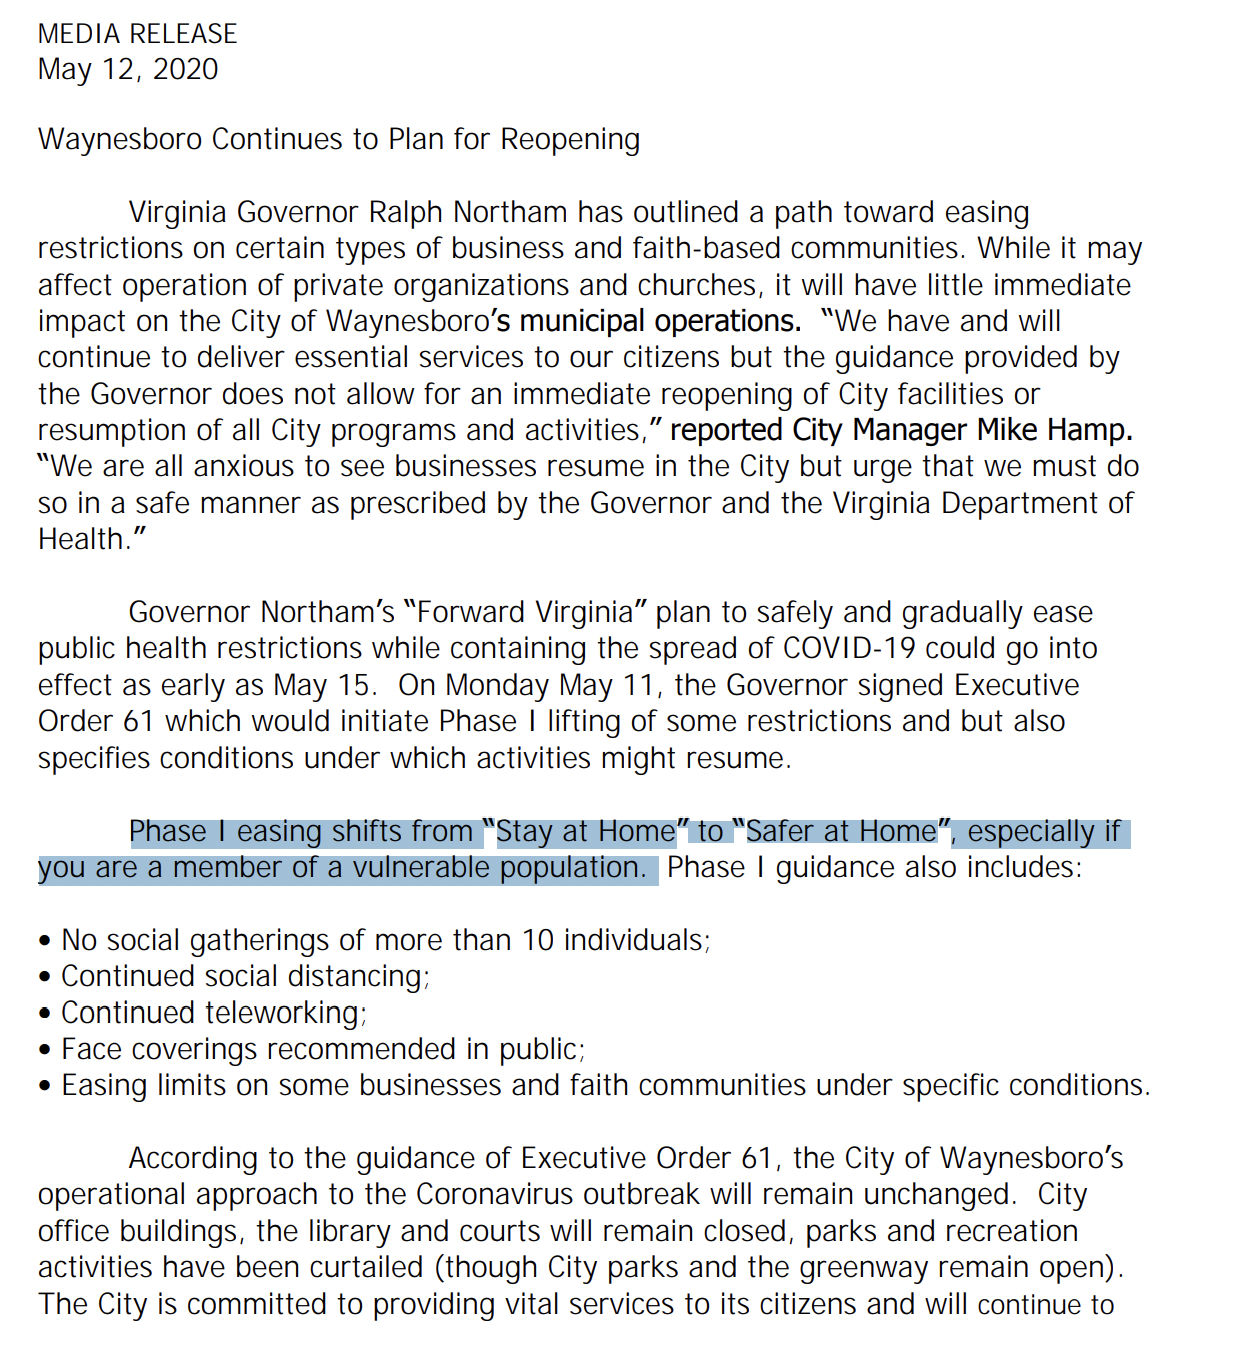 MEDIA RELEASE
May 12, 2020
Waynesboro Continues to Plan for Reopening
Virginia Governor Ralph Northam has outlined a path toward easing
restrictions on certain types of business and faith-based communities. While it may
affect operation of private organizations and churches, it will have little immediate
impact on the City of Waynesboro’s municipal operations.  “We have and will
continue to deliver essential services to our citizens but the guidance provided by
the Governor does not allow for an immediate reopening of City facilities or
resumption of all City programs and activities,” reported City Manager Mike Hamp.
“We are all anxious to see businesses resume in the City but urge that we must do
so in a safe manner as prescribed by the Governor and the Virginia Department of
Health.”
Governor Northam’s “Forward Virginia” plan to safely and gradually ease
public health restrictions while containing the spread of COVID-19 could go into
effect as early as May 15.  On Monday May 11, the Governor signed Executive
Order 61 which would initiate Phase I lifting of some restrictions and but also
specifies conditions under which activities might resume.
Phase I easing shifts from “Stay at Home” to “Safer at Home”, especially if
you are a member of a vulnerable population.  Phase I guidance also includes:
• No social gatherings of more than 10 individuals;
• Continued social distancing;
• Continued teleworking;
• Face coverings recommended in public;
• Easing limits on some businesses and faith communities under specific conditions.
According to the guidance of Executive Order 61, the City of Waynesboro’s
operational approach to the Coronavirus outbreak will remain unchanged.  City
office buildings, the library and courts will remain closed, parks and recreation
activities have been curtailed (though City parks and the greenway remain open).
The City is committed to providing vital services to its citizens and will continue to